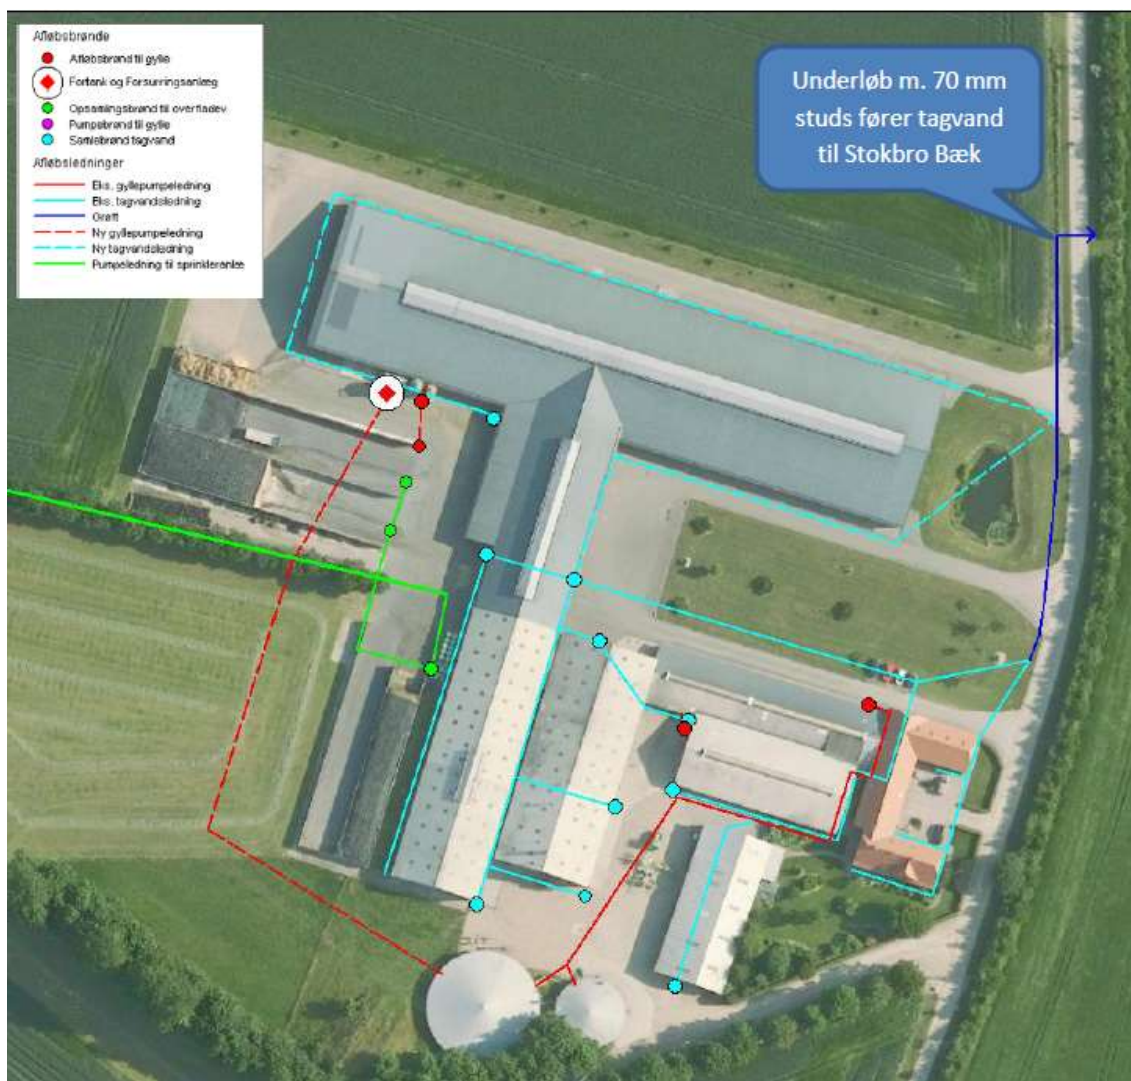 Afløbsbrønde
Afløbsbrønd til gylle
Fortank og Forsurringsanlæg
Opsamlingsbrønd til overfladev
Pumpebrønd til gylle
Samlebrønd tagvand
Afløbsledninger
Eks. gyllepumpeledning
Eks. tagvandsledning
Grøft
Ny gyllepumpeledning
Ny tagvandsledning
Pumpeledning til sprinkleranlæ
Underløb m. 70 mm
studs fører tagvand
til Stokbro Bæk